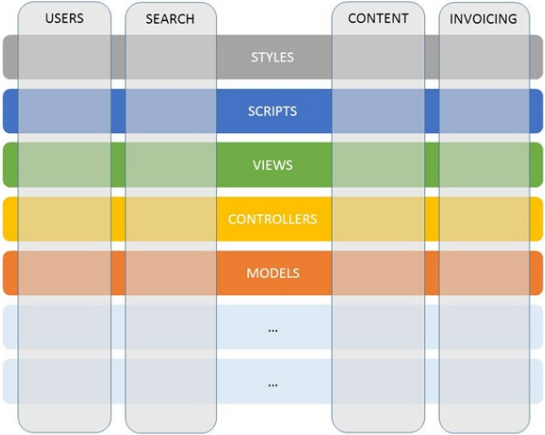 USERS
SEARCH
CONTENT
INVOICING
STYLES
SCRIPTS
VIEWS
CONTROLLERS
MODELS
...
...